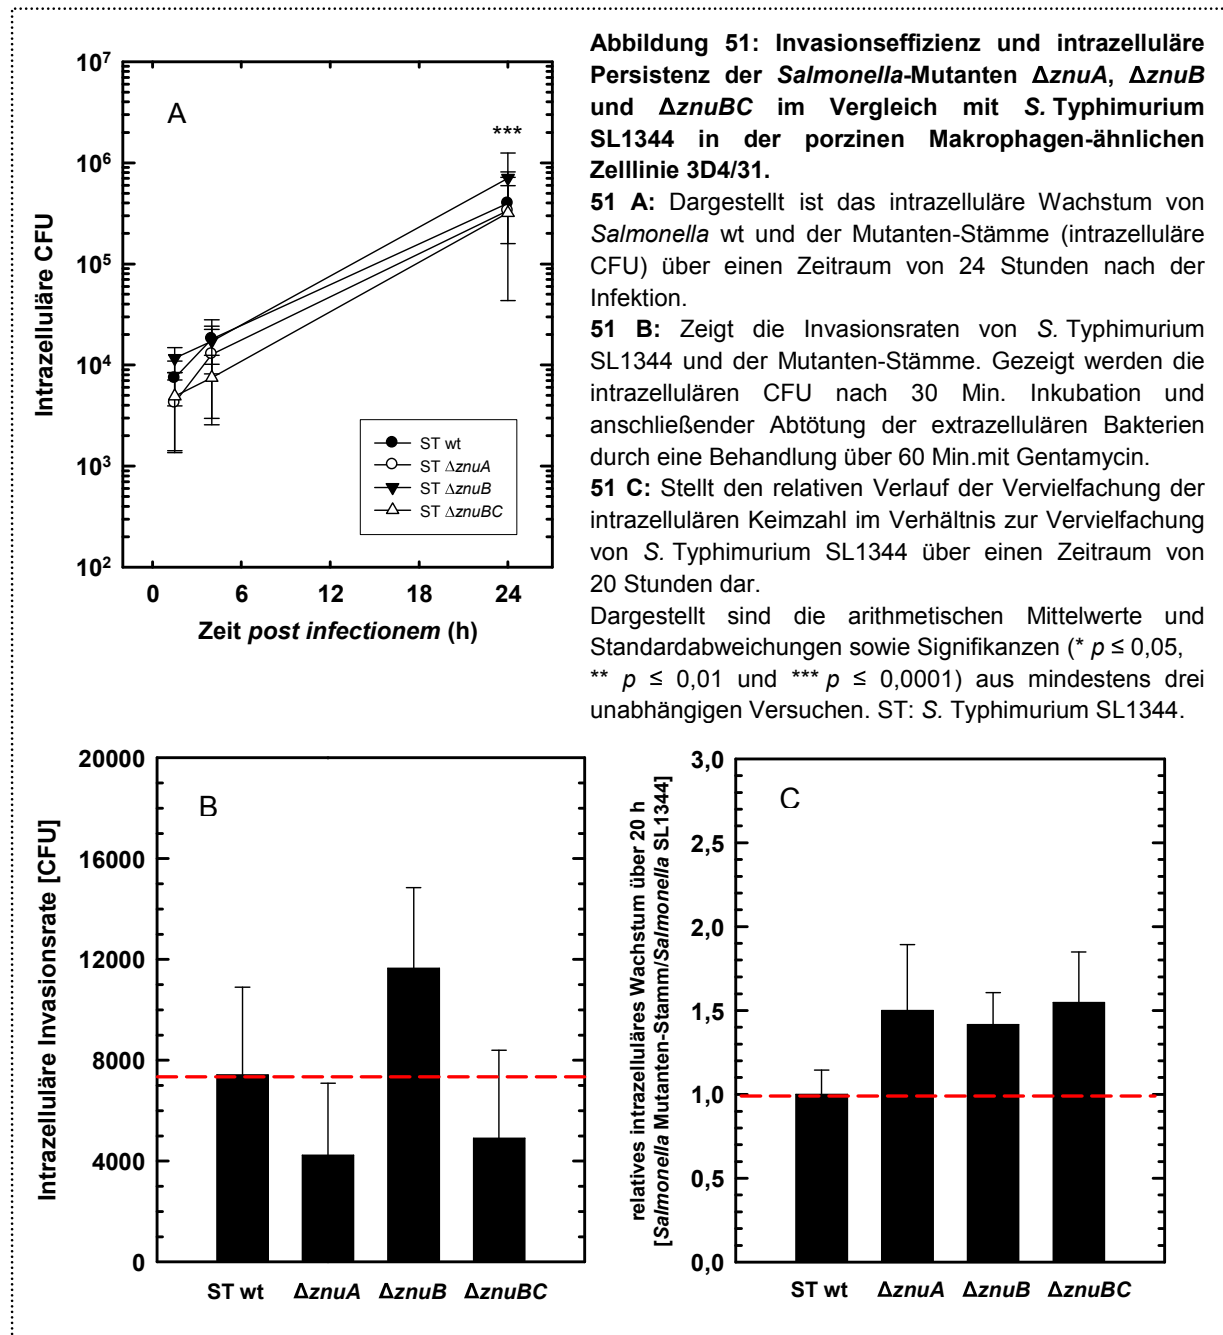 Abbildung 51: Invasionseffizienz und intrazelluläre
Persistenz der Salmonella-Mutanten ΔznuA, ΔznuB
und ΔznuBC im Vergleich mit S. Typhimurium
SL1344 in der porzinen Makrophagen-ähnlichen
Zelllinie 3D4/31.
51 A: Dargestellt ist das intrazelluläre Wachstum von
Salmonella wt und der Mutanten-Stämme (intrazelluläre
CFU) über einen Zeitraum von 24 Stunden nach der
Infektion.
51 B: Zeigt die Invasionsraten von S. Typhimurium
SL1344 und der Mutanten-Stämme. Gezeigt werden die
intrazellulären CFU nach 30 Min. Inkubation und
anschließender Abtötung der extrazellulären Bakterien
durch eine Behandlung über 60 Min.mit Gentamycin.
51 C: Stellt den relativen Verlauf der Vervielfachung der
intrazellulären Keimzahl im Verhältnis zur Vervielfachung
von S. Typhimurium SL1344 über einen Zeitraum von
20 Stunden dar.
Dargestellt sind die arithmetischen Mittelwerte und
Standardabweichungen sowie Signifikanzen (* p ≤ 0,05,
** p ≤ 0,01 und *** p ≤ 0,0001) aus mindestens drei
unabhängigen Versuchen. ST: S. Typhimurium SL1344.
A
***
Intrazelluläre CFU
10⁷
10⁶
10⁵
10⁴
10³
10²
ST wt
ST ΔznuA
ST ΔznuB
ST ΔznuBC
0 6 12 18 24
Zeit post infectionem (h)
B
Intrazelluläre Invasionsrate [CFU]
20000
16000
12000
8000
4000
0
ST wt ΔznuA ΔznuB ΔznuBC
C
relatives intrazelluläres Wachstum über 20 h
[Salmonella Mutanten-Stamm/Salmonella SL1344]
3,0
2,5
2,0
1,5
1,0
0,5
0,0
ST wt ΔznuA ΔznuB ΔznuBC